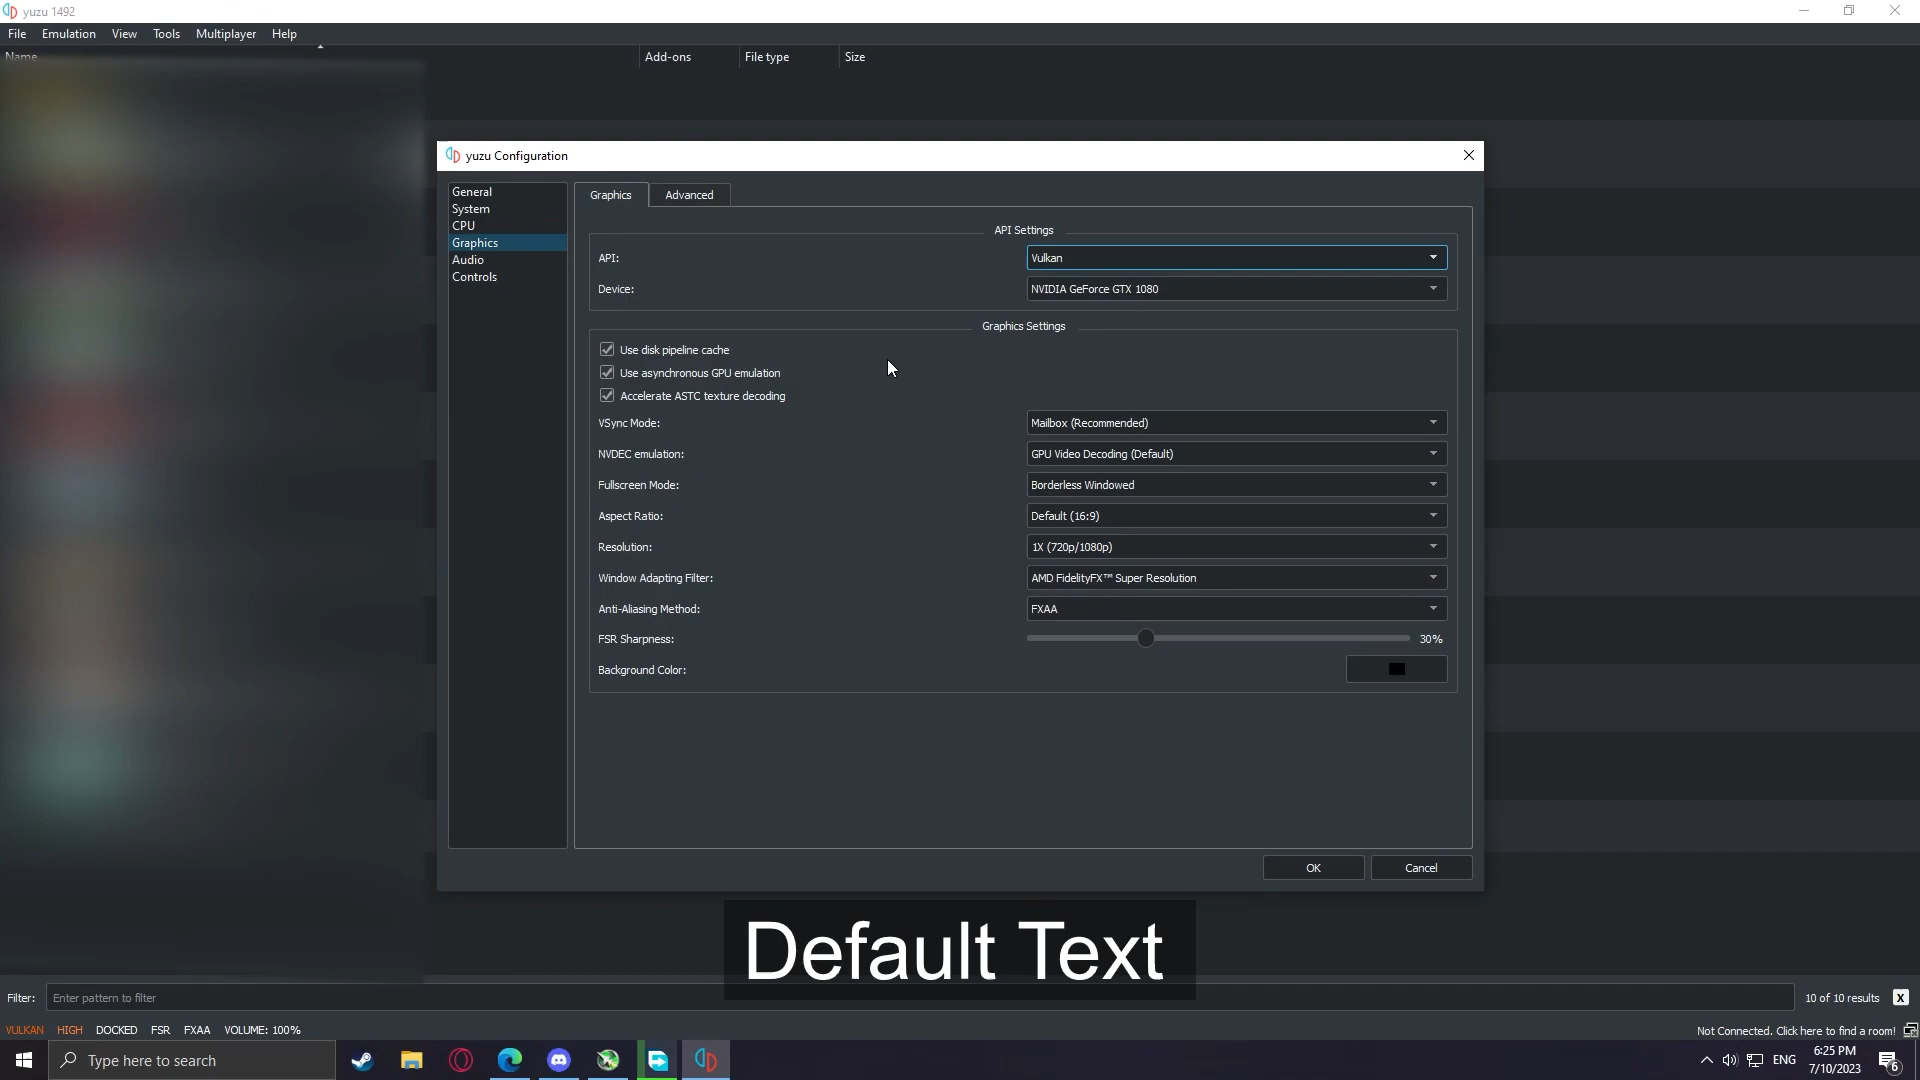 yuzu 1492
File Emulation View Tools Multiplayer Help
Name Add-ons File type Size
yuzu Configuration
General
System
CPU
Graphics
Audio
Controls
Graphics Advanced
API Settings
API: Vulkan
Device: NVIDIA GeForce GTX 1080
Graphics Settings
Use disk pipeline cache
Use asynchronous GPU emulation
Accelerate ASTC texture decoding
VSync Mode: Mailbox (Recommended)
NVDEC emulation: GPU Video Decoding (Default)
Fullscreen Mode: Borderless Windowed
Aspect Ratio: Default (16:9)
Resolution: 1X (720p/1080p)
Window Adapting Filter: AMD FidelityFX™ Super Resolution
Anti-Aliasing Method: FXAA
FSR Sharpness: 30%
Background Color:
OK Cancel
Default Text
Filter: Enter pattern to filter 10 of 10 results X
VULKAN HIGH DOCKED FSR FXAA VOLUME: 100% Not Connected. Click here to find a room!
Type here to search ENG 6:25 PM
7/10/2023 6